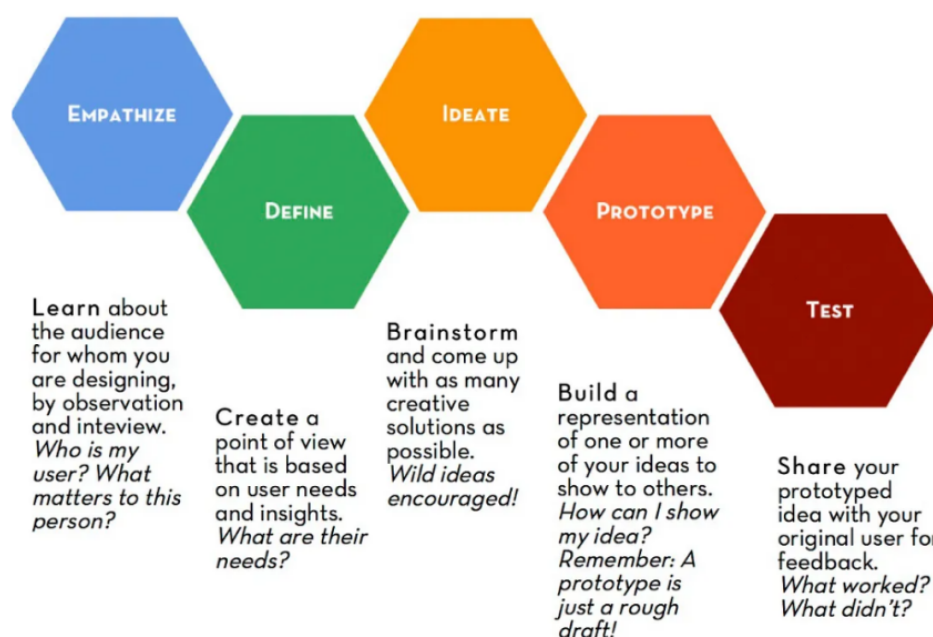 EMPATHIZE
DEFINE
IDEATE
PROTOTYPE
TEST
Learn about
the audience
for whom you
are designing,
by observation
and inteview.
Who is my
user? What
matters to this
person?
Create a
point of view
that is based
on user needs
and insights.
What are their
needs?
Brainstorm
and come up
with as many
creative
solutions as
possible.
Wild ideas
encouraged!
Build a
representation
of one or more
of your ideas to
show to others.
How can I show
my idea?
Remember: A
prototype is
just a rough
draft!
Share your
prototyped
idea with your
original user for
feedback.
What worked?
What didn't?